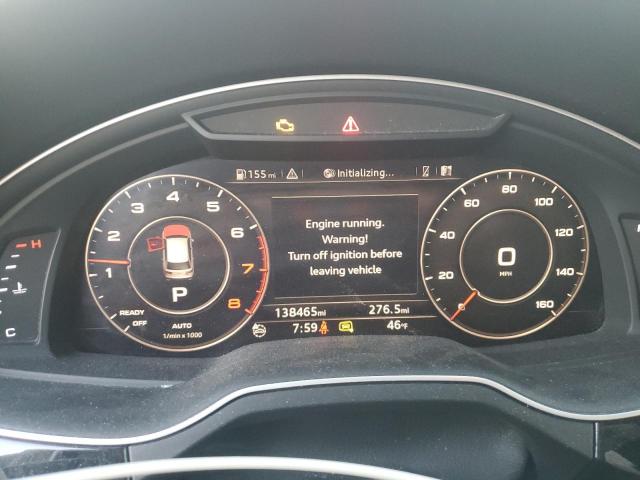 155 mi Initializing...
Engine running.
Warning!
Turn off ignition before
leaving vehicle
1 2 3 4 5 6 7 8
READY
OFF
P
AUTO
1/min x 1000
20 40 60 80 100 120 140 160
0
MPH
H
C
138465mi 276.5mi
7:59 46°F